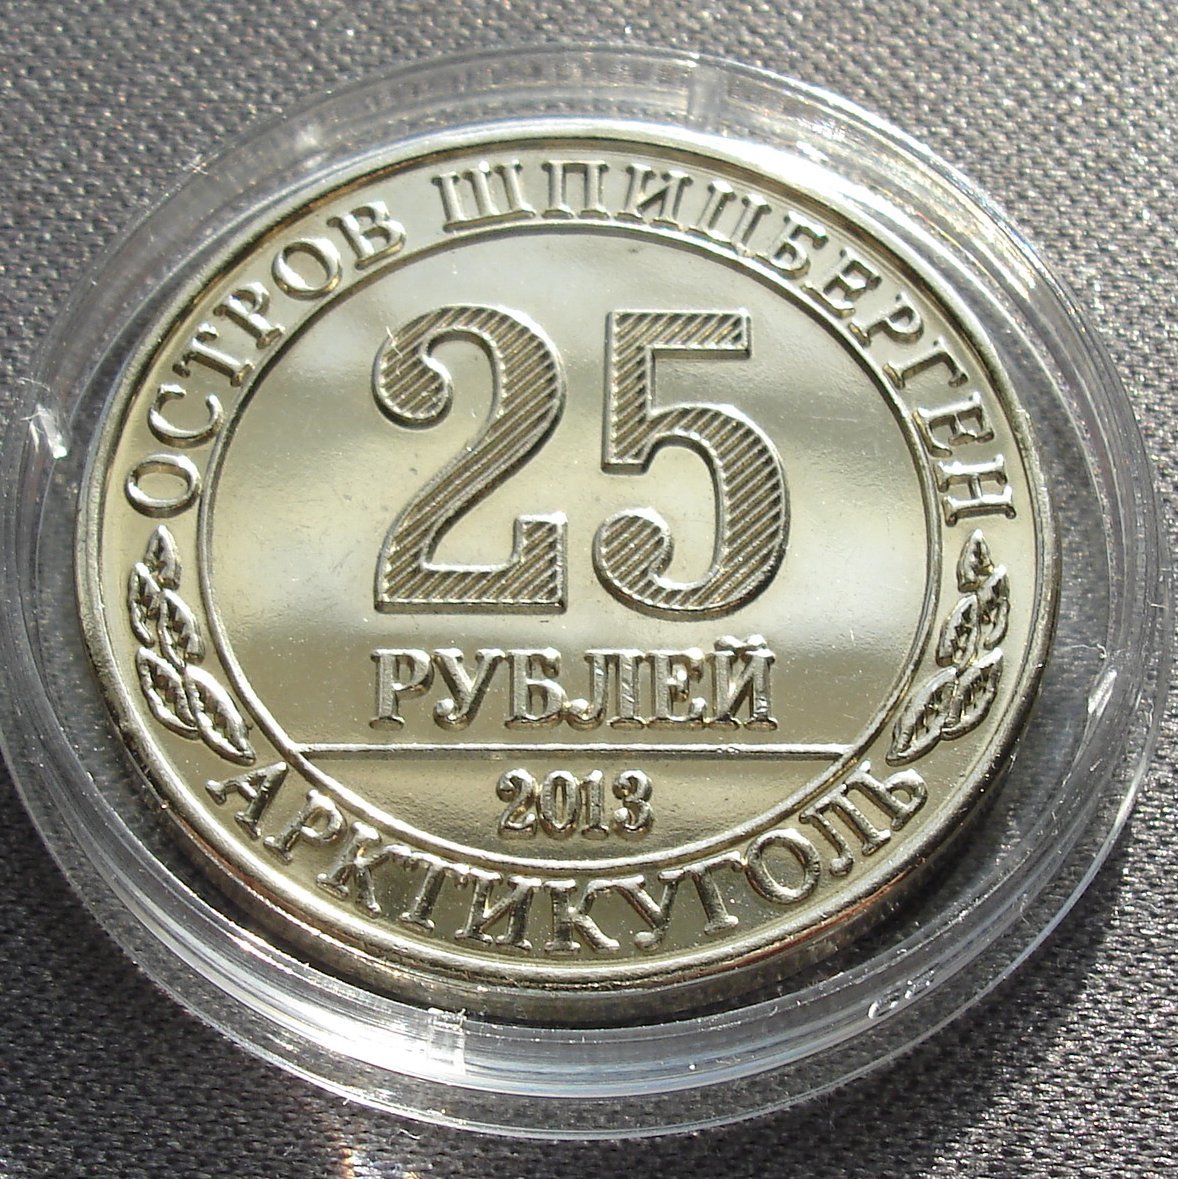 ОСТРОВ ШПИЦБЕРГЕН
25
РУБЛЕЙ
2013
АРКТИКУГОЛЬ